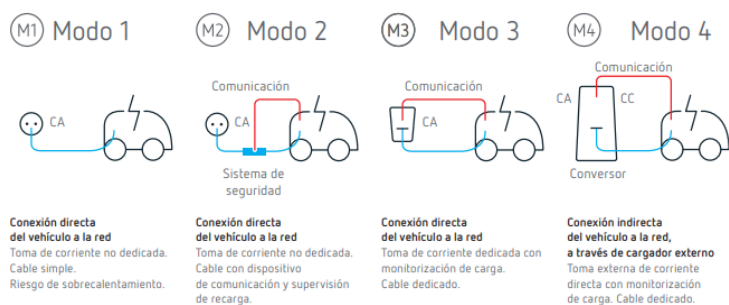 M1 Modo 1
CA
Conexión directa
del vehículo a la red
Toma de corriente no dedicada.
Cable simple.
Riesgo de sobrecalentamiento.
M2 Modo 2
Comunicación
CA
Sistema de
seguridad
Conexión directa
del vehículo a la red
Toma de corriente no dedicada.
Cable con dispositivo
de comunicación y supervisión
de recarga.
M3 Modo 3
Comunicación
CA
Conexión directa
del vehículo a la red
Toma de corriente dedicada con
monitorización de carga.
Cable dedicado.
M4 Modo 4
Comunicación
CA CC
Conversor
Conexión indirecta
del vehículo a la red,
a través de cargador externo
Toma externa de corriente
directa con monitorización
de carga. Cable dedicado.